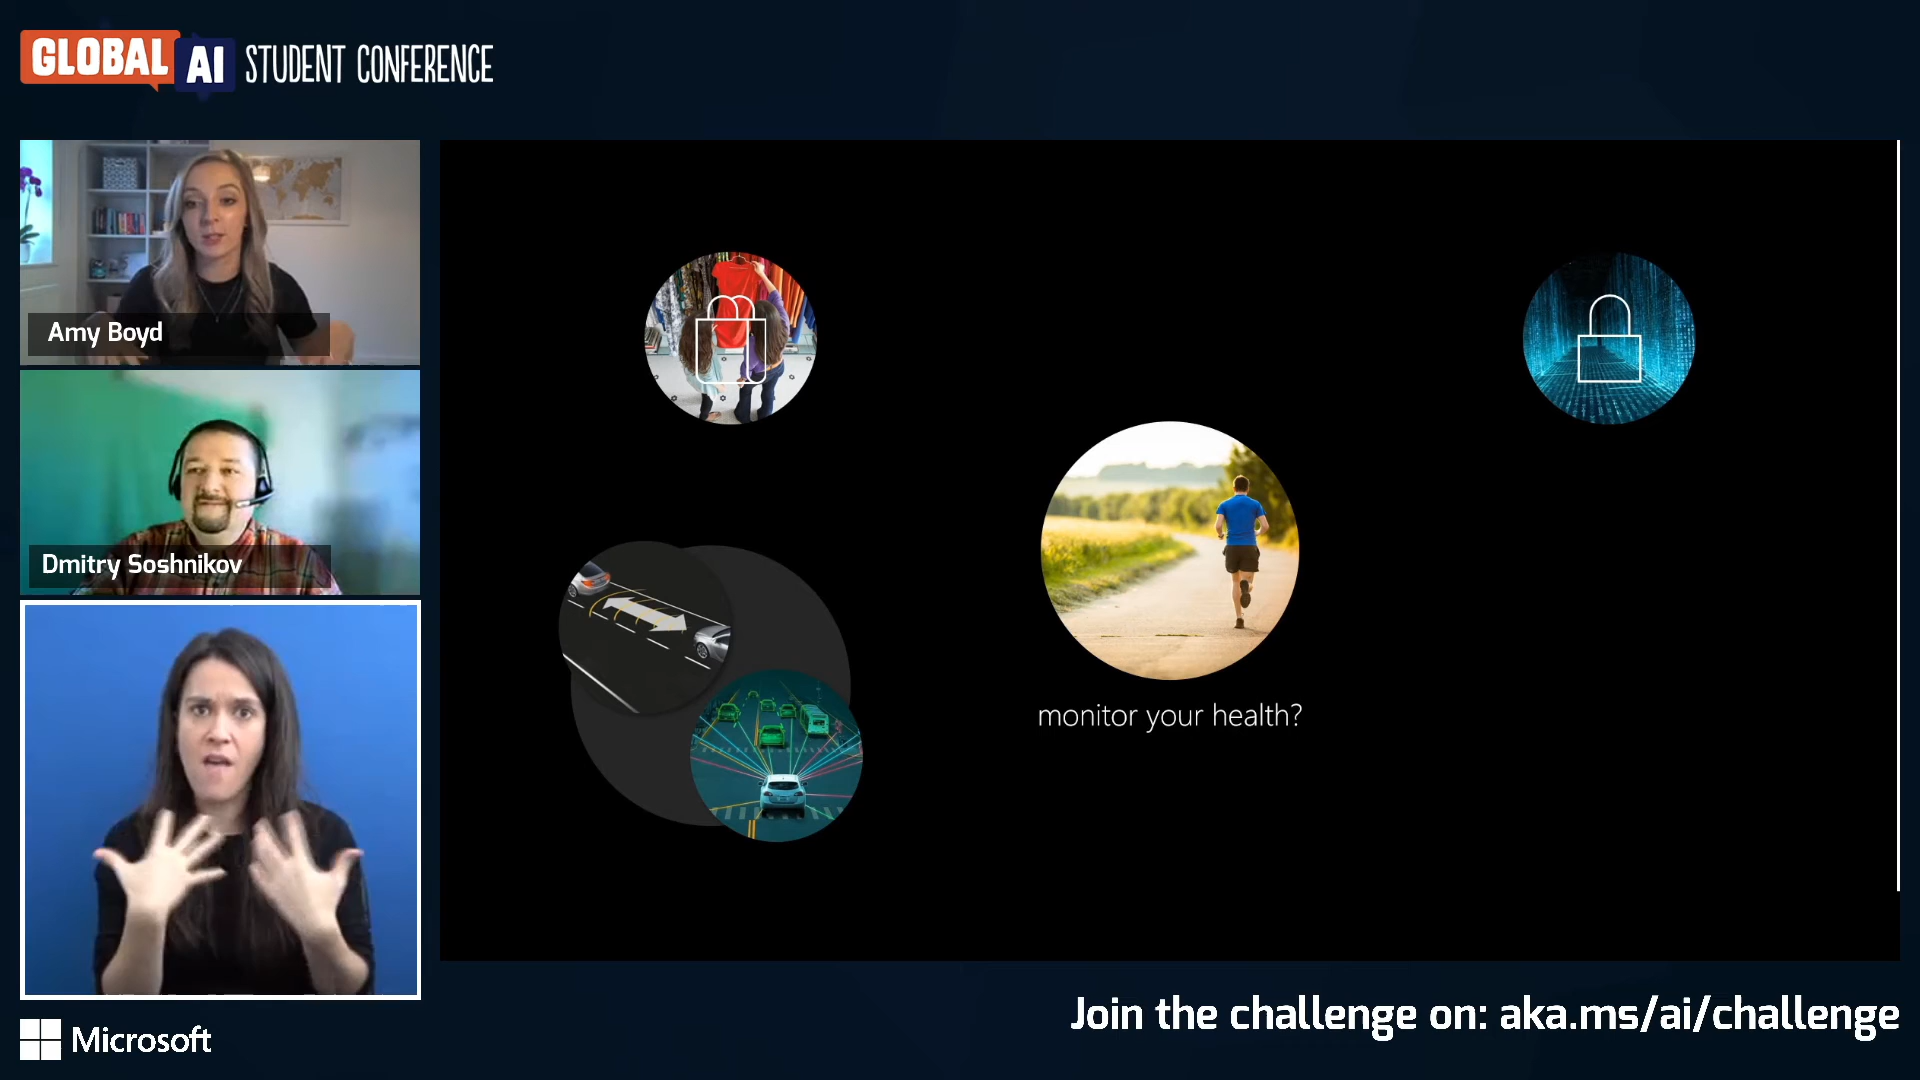 GLOBAL AI STUDENT CONFERENCE
Amy Boyd
Dmitry Soshnikov
monitor your health?
Join the challenge on: aka.ms/ai/challenge
Microsoft